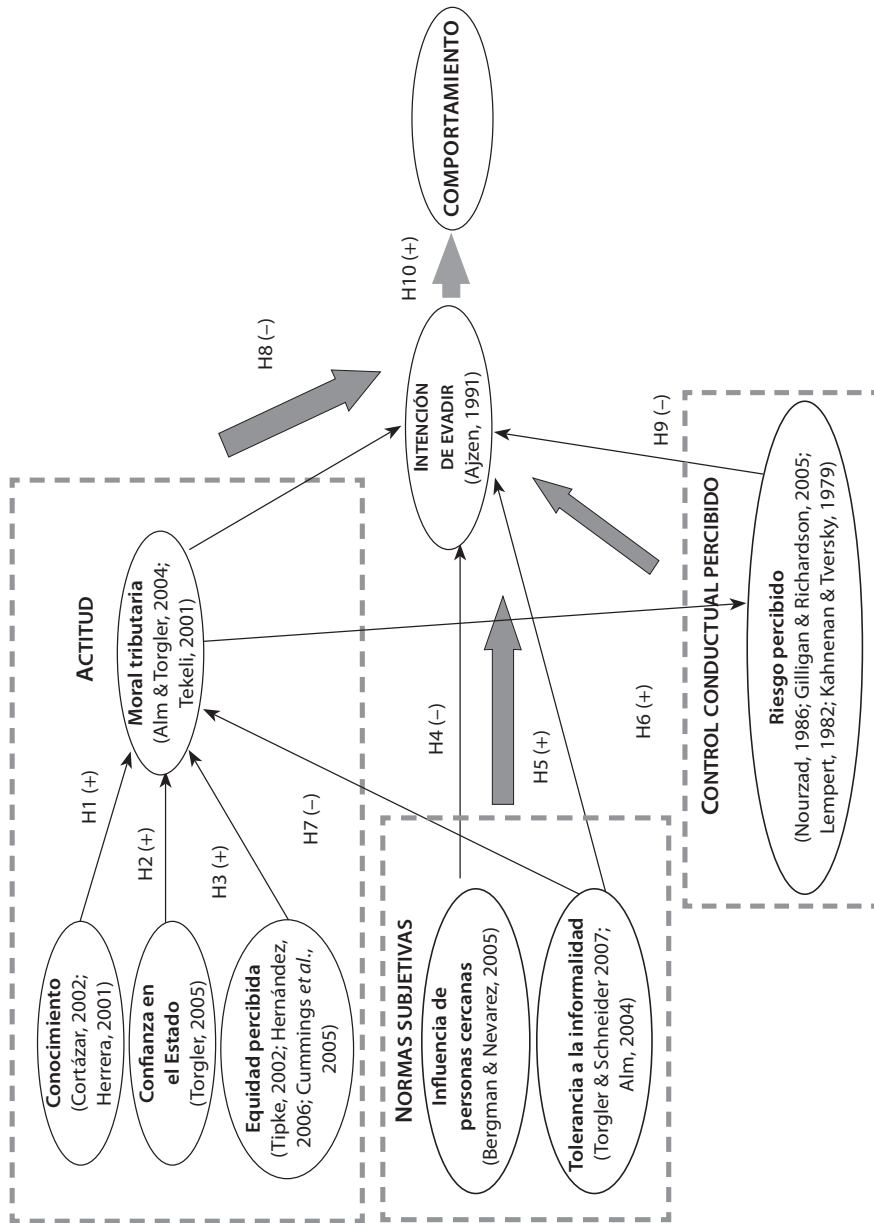 ACTITUD
Conocimiento
(Cortázar, 2002;
Herrera, 2001)
Confianza en
el Estado
(Torgler, 2005)
Equidad percibida
(Tipke, 2002; Hernández,
2006; Cummings et al.,
2005)
H1 (+)
H2 (+)
H3 (+)
Moral tributaria
(Alm & Torgler, 2004;
Tekeli, 2001)
H7 (–)
H8 (–)
NORMAS SUBJETIVAS
Influencia de
personas cercanas
(Bergman & Nevarez, 2005)
Tolerancia a la informalidad
(Torgler & Schneider 2007;
Alm, 2004)
H4 (–)
H5 (+)
H6 (+)
INTENCIÓN
DE EVADIR
(Ajzen, 1991)
H10 (+)
COMPORTAMIENTO
H9 (–)
CONTROL CONDUCTUAL PERCIBIDO
Riesgo percibido
(Nourzad, 1986; Gilligan & Richardson, 2005;
Lempert, 1982; Kahnenan & Tversky, 1979)